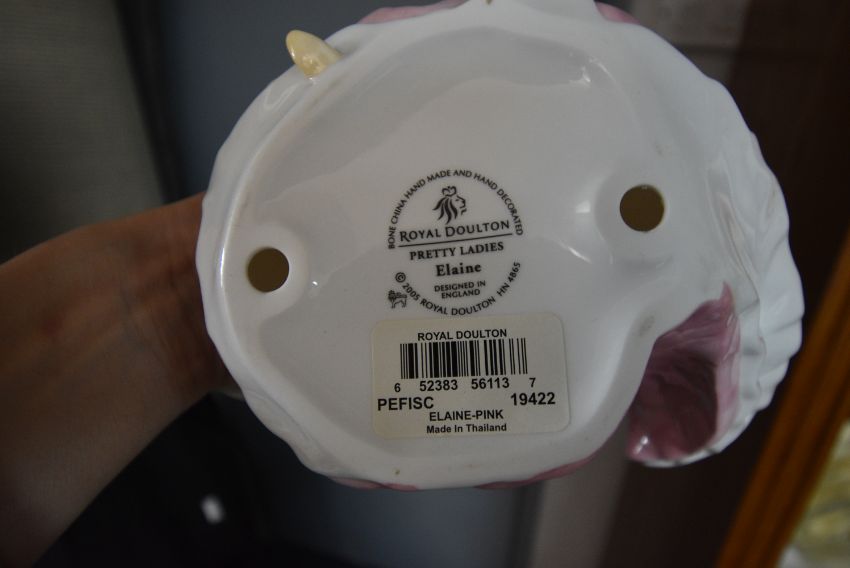 BONE CHINA HAND MADE AND HAND DECORATED
ROYAL DOULTON
PRETTY LADIES
Elaine
DESIGNED IN
ENGLAND
© 2005 ROYAL DOULTON HN 4865
ROYAL DOULTON
6 52383 56113 7
PEFISC 19422
ELAINE-PINK
Made In Thailand